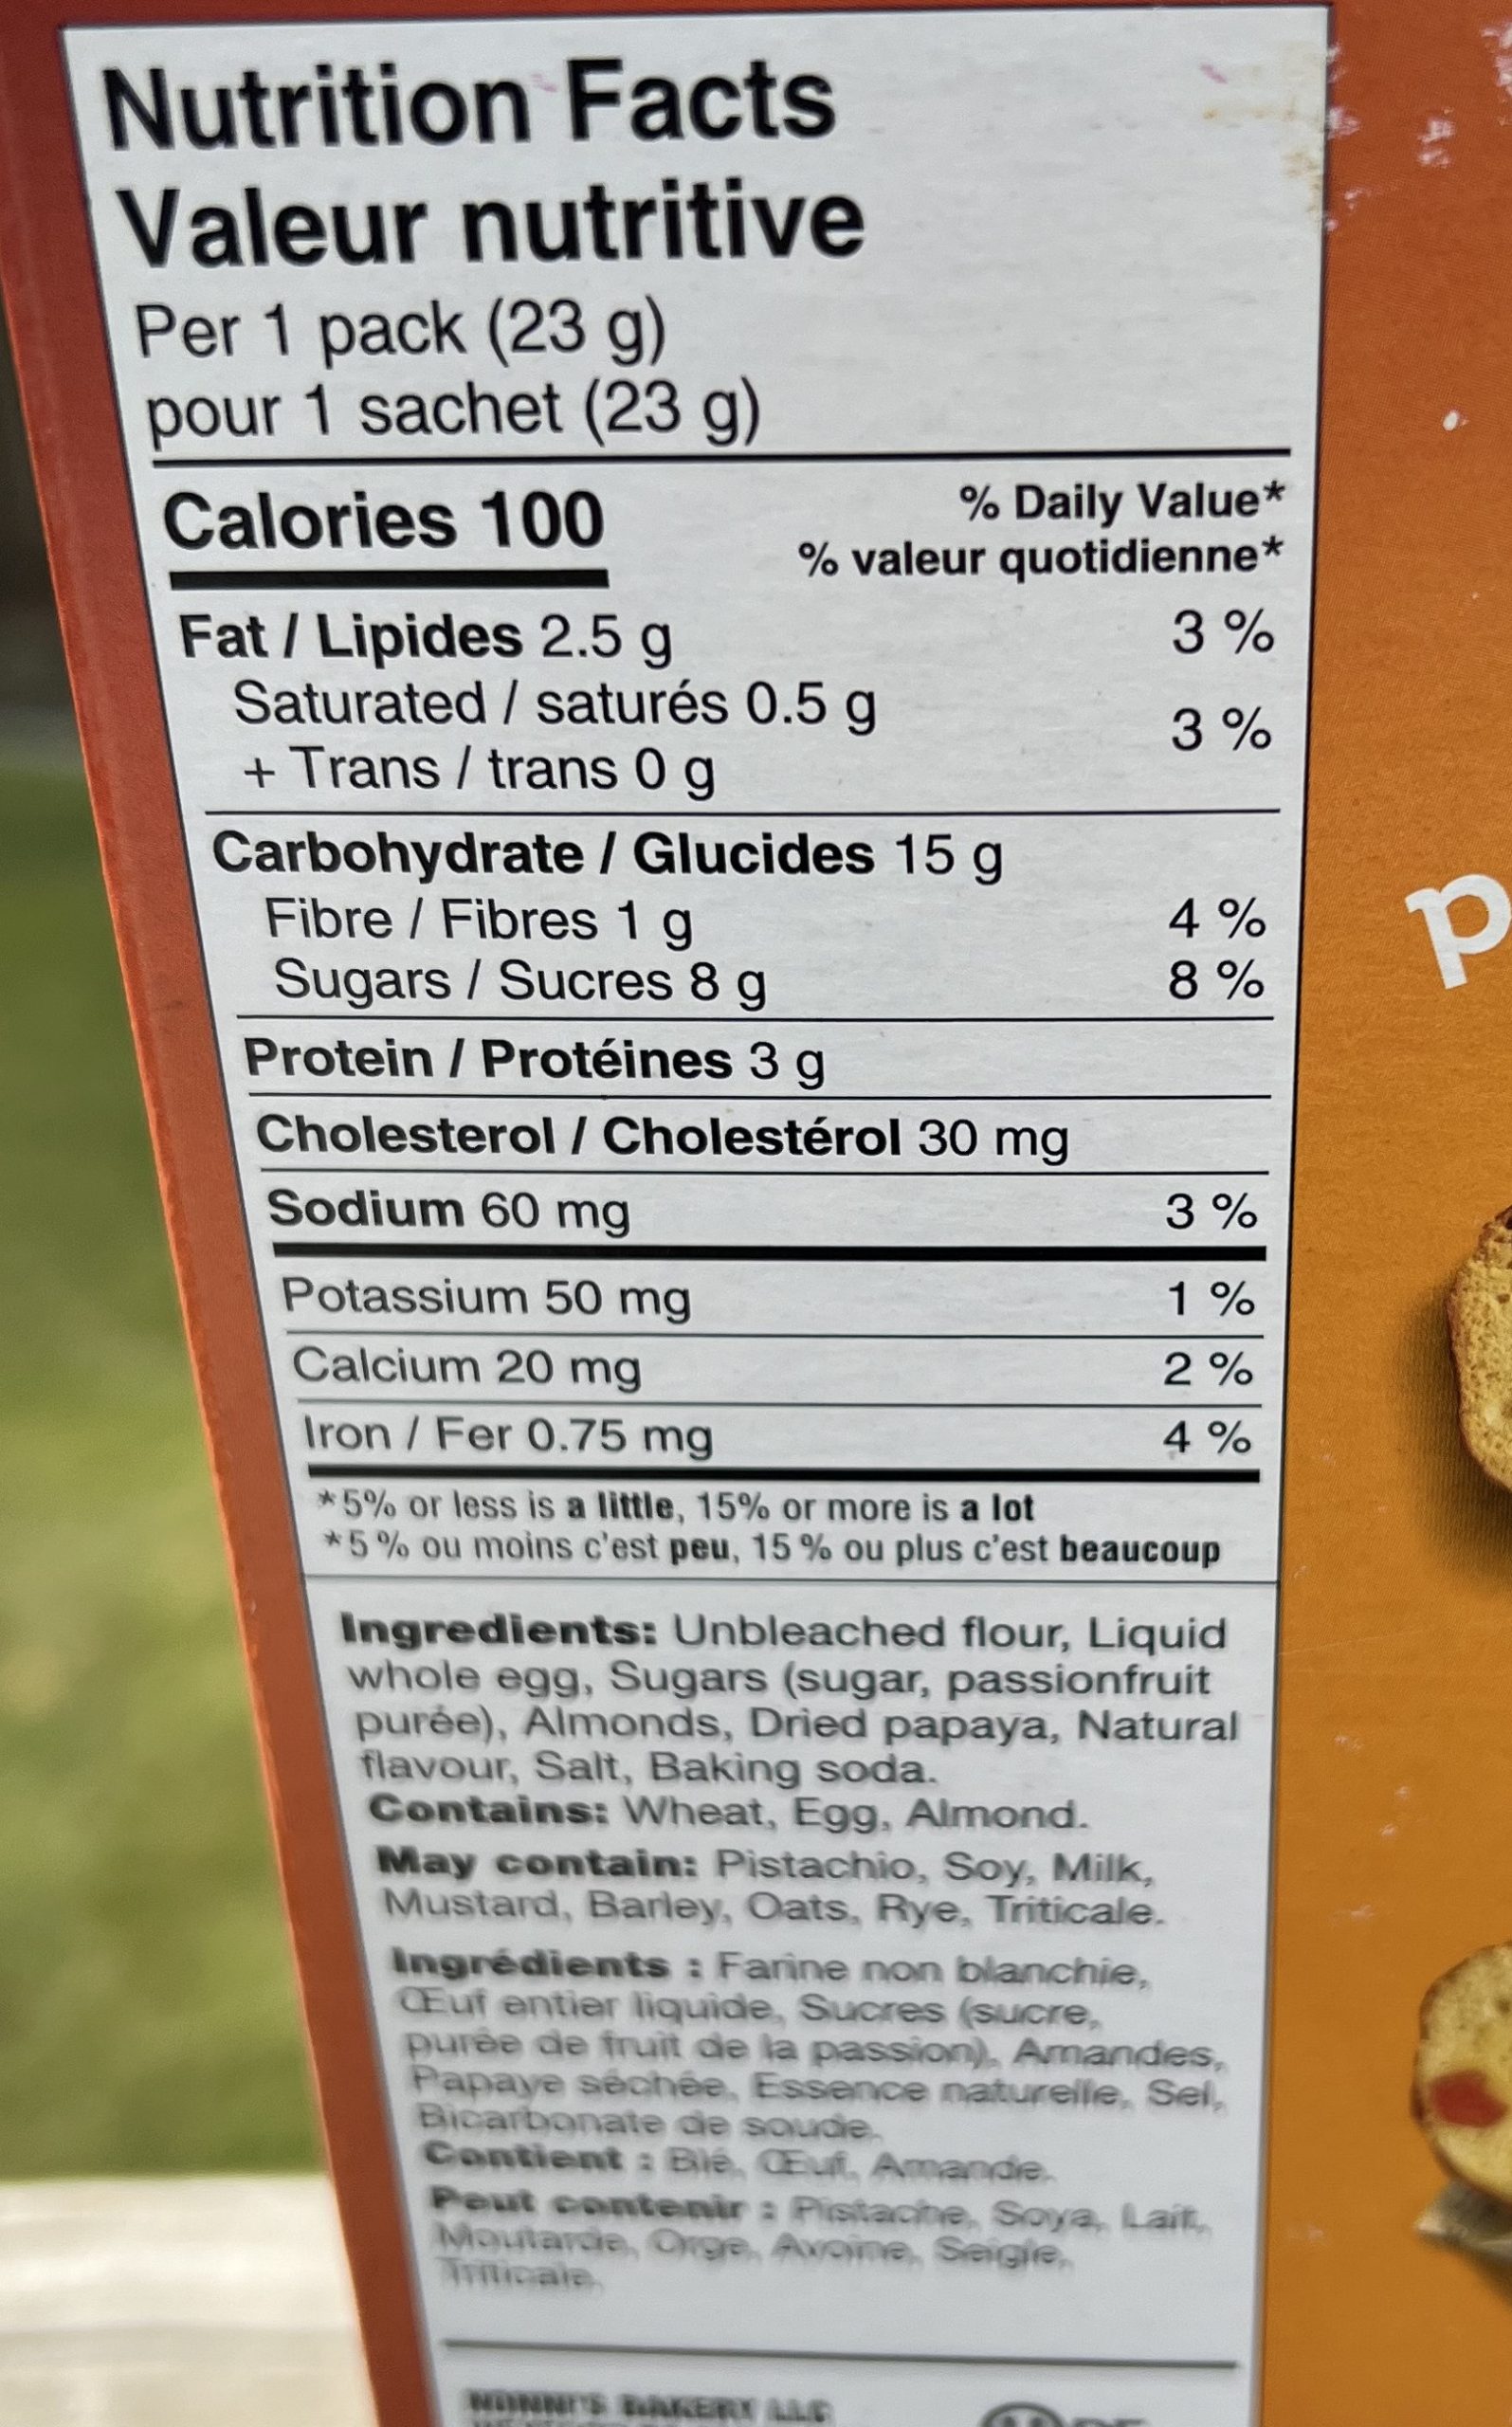 Nutrition Facts
Valeur nutritive
Per 1 pack (23 g)
pour 1 sachet (23 g)
Calories 100
% Daily Value*
% valeur quotidienne*
Fat / Lipides 2.5 g 3 %
Saturated / saturés 0.5 g
+ Trans / trans 0 g 3 %
Carbohydrate / Glucides 15 g
Fibre / Fibres 1 g 4 %
Sugars / Sucres 8 g 8 %
Protein / Protéines 3 g
Cholesterol / Cholestérol 30 mg
Sodium 60 mg 3 %
Potassium 50 mg 1 %
Calcium 20 mg 2 %
Iron / Fer 0.75 mg 4 %
*5% or less is a little, 15% or more is a lot
*5 % ou moins c'est peu, 15 % ou plus c'est beaucoup
Ingredients: Unbleached flour, Liquid
whole egg, Sugars (sugar, passionfruit
purée), Almonds, Dried papaya, Natural
flavour, Salt, Baking soda.
Contains: Wheat, Egg, Almond.
May contain: Pistachio, Soy, Milk,
Mustard, Barley, Oats, Rye, Triticale.
Ingrédients : Farine non blanchie,
Œuf entier liquide, Sucres (sucre,
purée de fruit de la passion), Amandes,
Papaye séchée, Essence naturelle, Sel,
Bicarbonate de soude.
Contient : Blé, Œuf, Amande.
Peut contenir : Pistache, Soya, Lait,
Moutarde, Orge, Avoine, Seigle,
Triticale.
NONNI'S BAKERY LLC
p